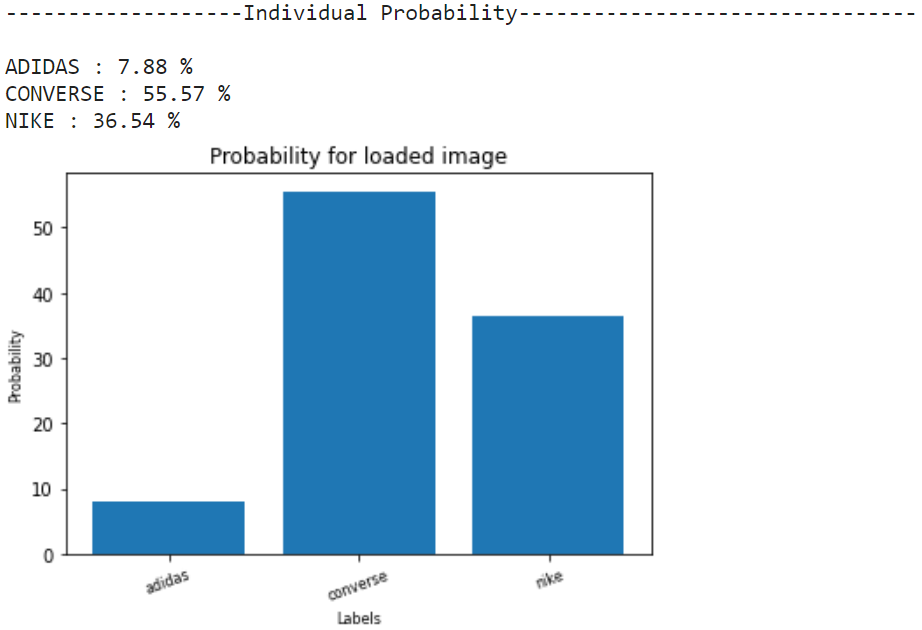 -------------------Individual Probability--------------------------------
ADIDAS : 7.88 %
CONVERSE : 55.57 %
NIKE : 36.54 %
Probability for loaded image
50
40
30
20
10
0
Probability
adidas
converse
nike
Labels